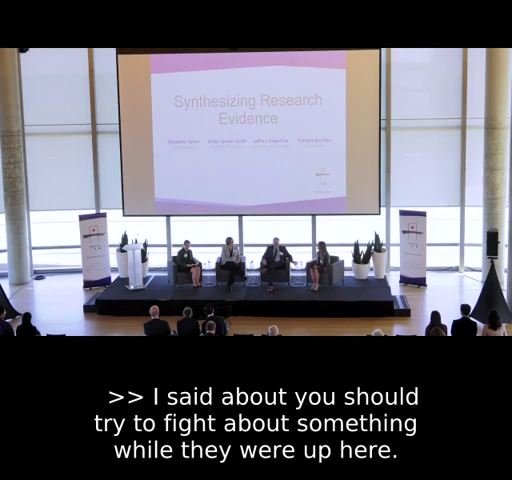 Synthesizing Research
Evidence
>> I said about you should
try to fight about something
while they were up here.